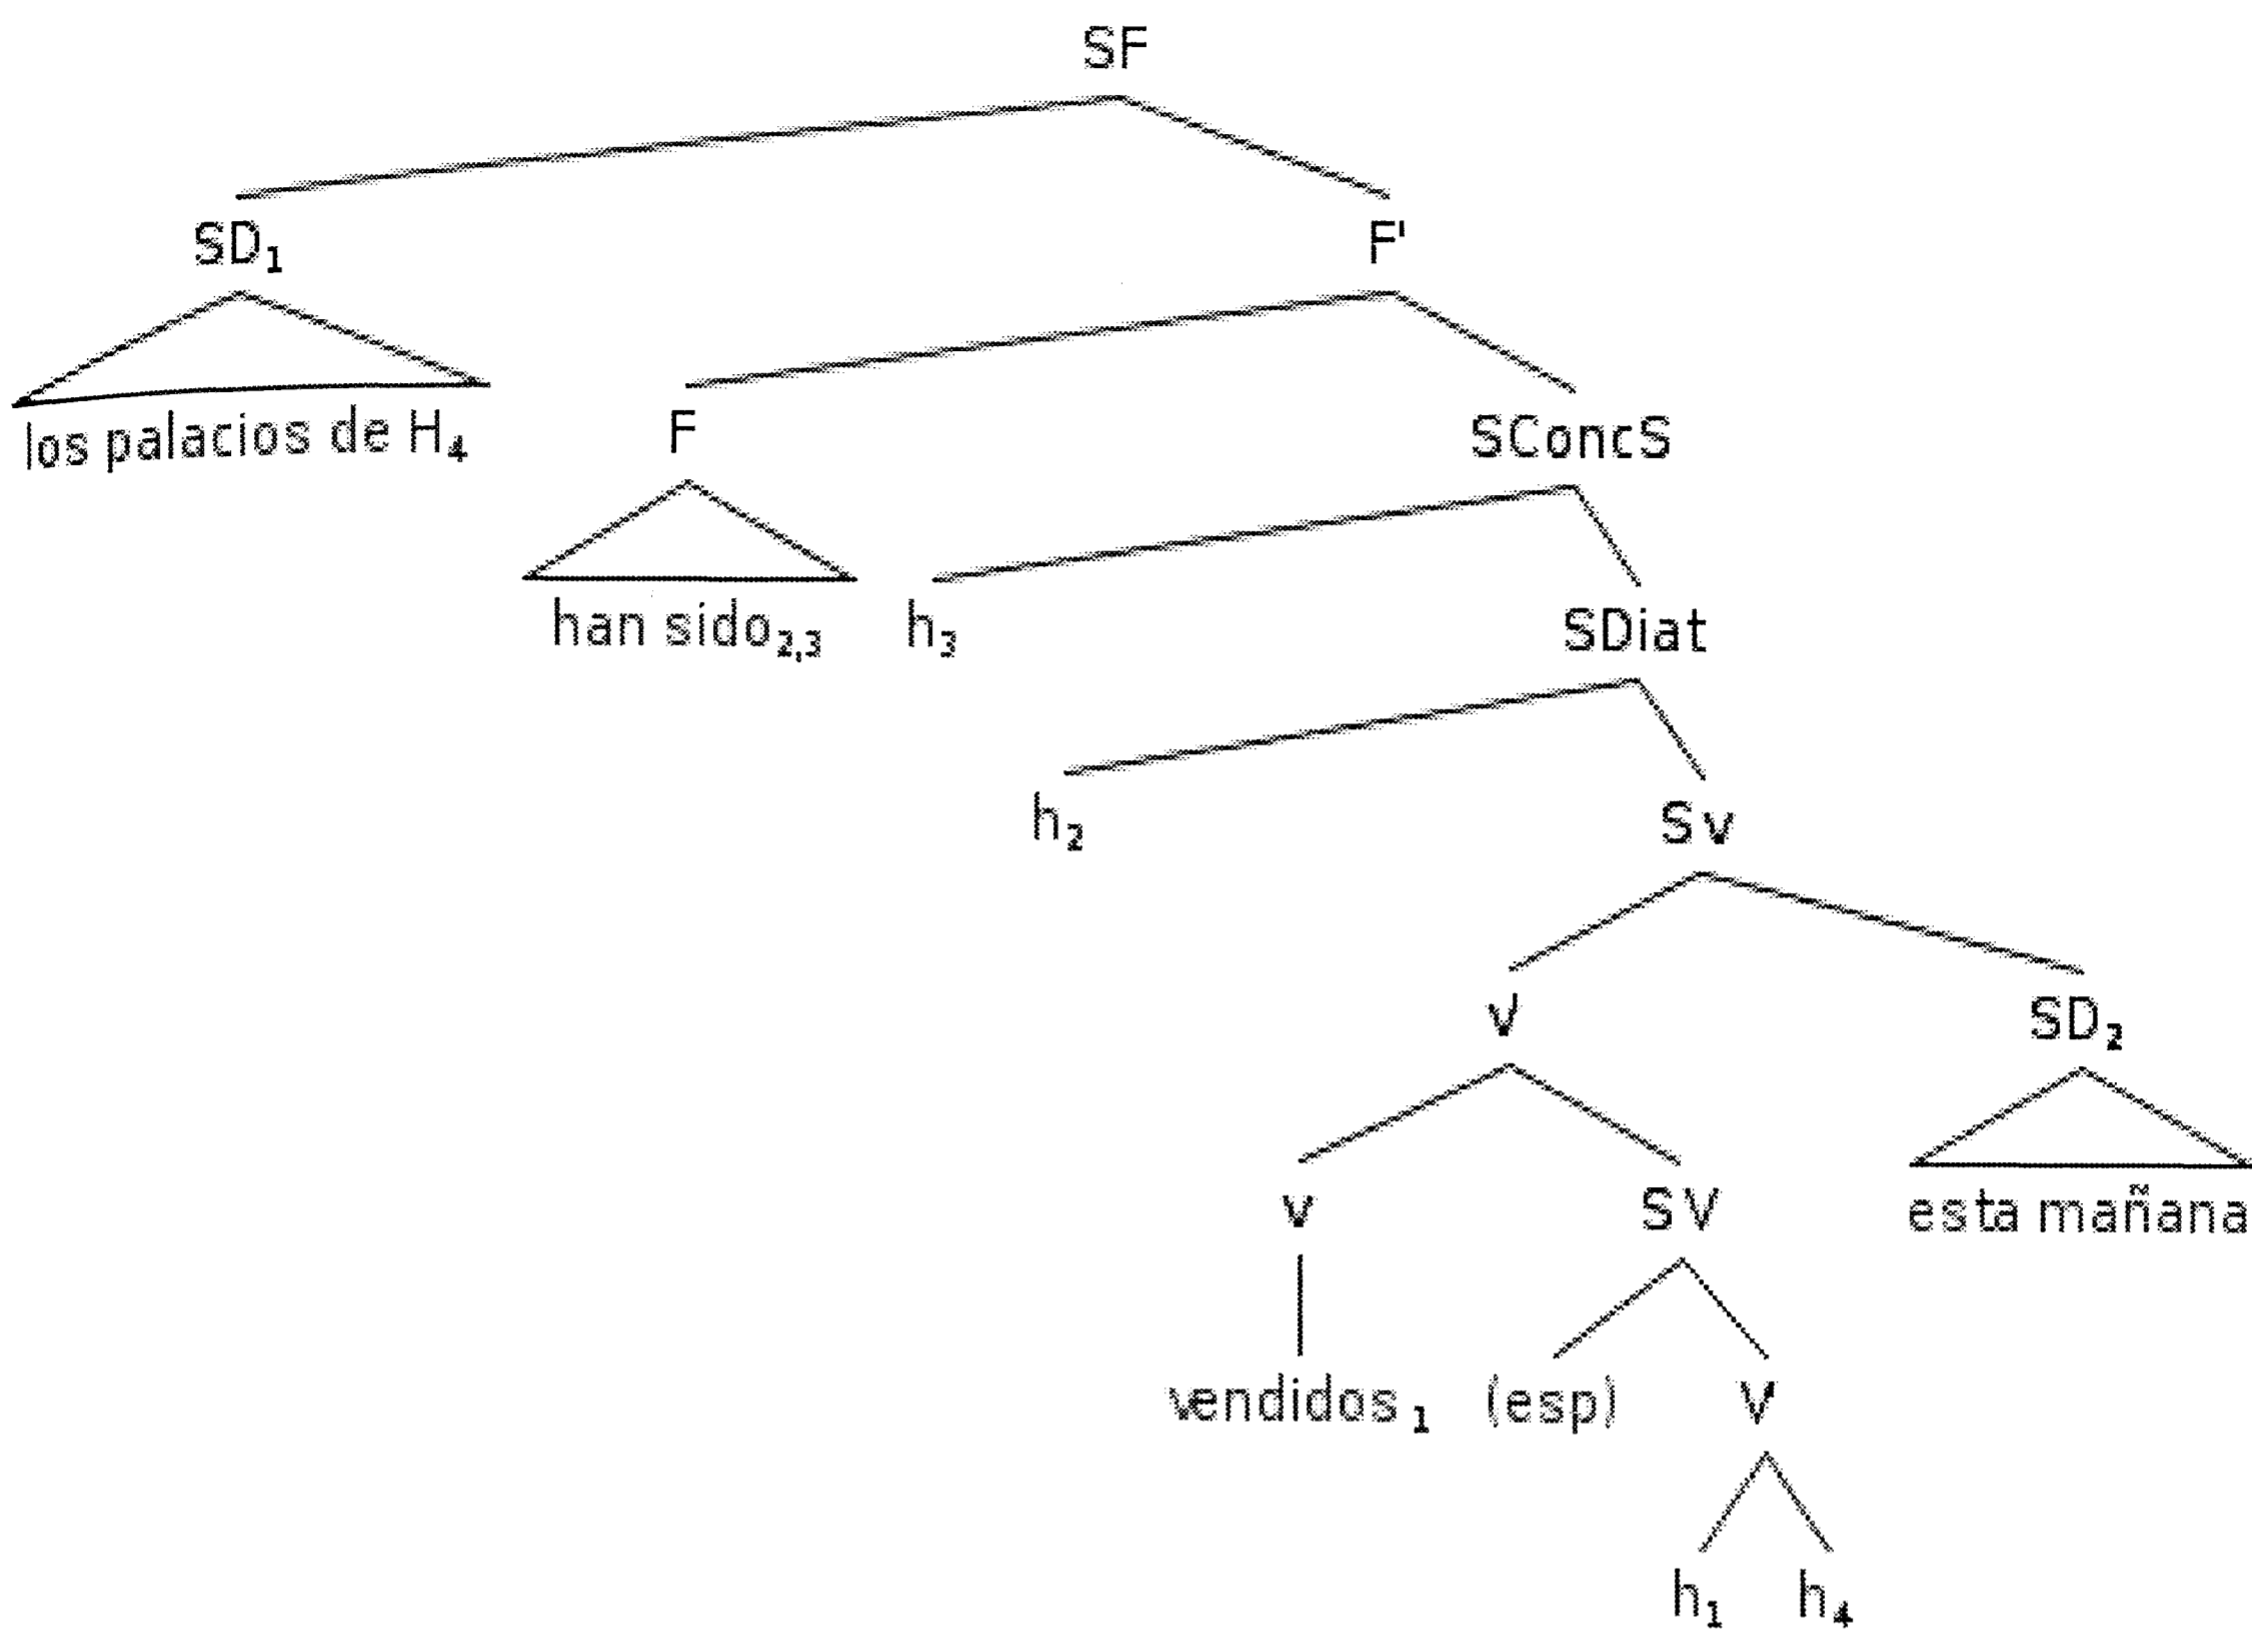 SF
SD₁ F'
los palacios de H₄ F SConcS
han sido₂,₃ h₃ SDiat
h₂ Sv
v' SD₂
v SV esta mañana
vendidos ₁ (esp) V'
h₁ h₄